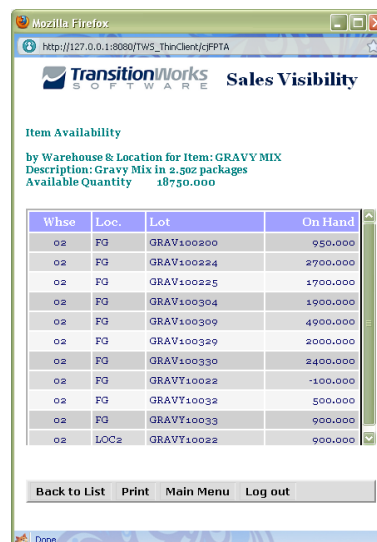 Mozilla Firefox
http://127.0.0.1:8080/TWS_ThinClient/cjFPTA
TransitionWorks
SOFTWARE
Sales Visibility
Item Availability
by Warehouse & Location for Item: GRAVY MIX
Description: Gravy Mix in 2.5oz packages
Available Quantity 18750.000
Whse Loc. Lot On Hand
02 FG GRAV100200 950.000
02 FG GRAV100224 2700.000
02 FG GRAV100225 1700.000
02 FG GRAV100304 1900.000
02 FG GRAV100309 4900.000
02 FG GRAV100329 2000.000
02 FG GRAV100330 2400.000
02 FG GRAVY10022 -100.000
02 FG GRAVY10032 500.000
02 FG GRAVY10033 900.000
02 LOC2 GRAVY10022 900.000
Back to List Print Main Menu Log out
Done